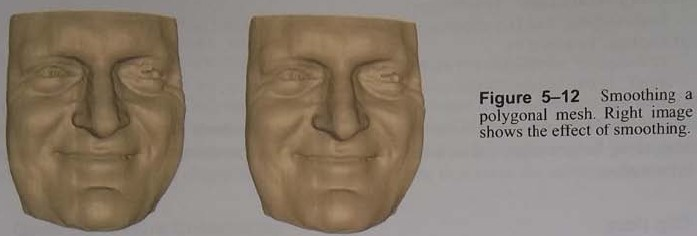 Figure 5–12 Smoothing a
polygonal mesh. Right image
shows the effect of smoothing.